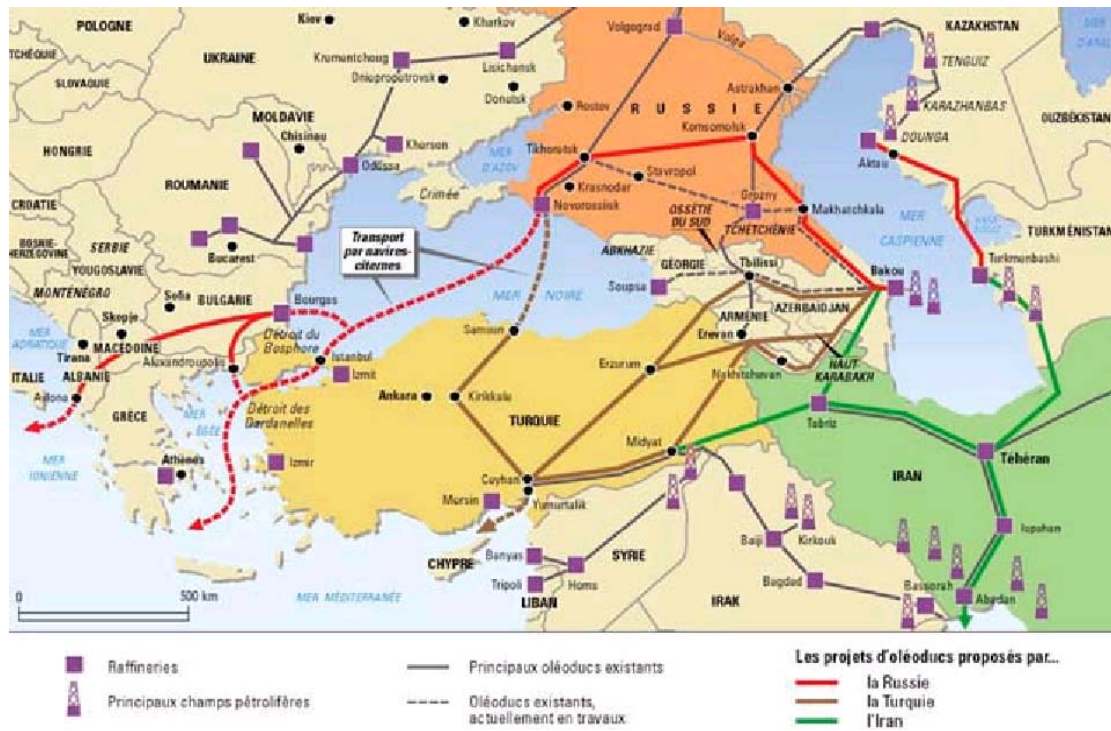 POLOGNE
Kiev
Kharkov
Volgograd
Volga
KAZAKHSTAN
MER
TCHÉQUIE
UKRAINE
Kromontchoug
Lisichansk
TENGUIZ
SLOVAQUIE
Dniepropetrovsk
Donutsk
Astrakhan
KARAZHANBAS
Rostov
RUSSIE
OUZBÉKISTAN
MOLDAVIE
Chisinau
Komsomolsk
DOUNGA
HONGRIE
Kherson
MER
D'AZOV
Tikhoretsk
Aktau
Odossa
Stavropol
ROUMANIE
Crimée
Krasnodar
Grozny
CROATIE
Novorossiisk
OSSÉTIE
DU SUD
Makhatchkala
MER
CASPIENNE
BOSNIE-
HERZÉGOVINE
SERBIE
Bucarest
Transport
par navires-
citernes
TCHÉTCHÉNIE
TURKMÉNISTAN
YOUGOSLAVIE
ABKHAZIE
Tbilissi
Turkmenbashi
MONTÉNÉGRO
Sofia
BULGARIE
Bourgas
MER NOIRE
Soupsa
GÉORGIE
Bakou
Skopje
AZERBAÏDJAN
MER
ADRIATIQUE
MACÉDOINE
Détroit du
Bosphore
Samsun
ARMÉNIE
Erevan
Tirana
Alexandroupolis
Istanbul
Erzurum
HAUT
KARABAKH
ITALIE
ALBANIE
Izmit
Nakhitchevan
GRÈCE
Ankara
Kirikkale
MER
EGÉE
Détroit des
Dardanelles
TURQUIE
Tabriz
Midyat
MER
IONIENNE
Athènes
Izmir
Téhéran
Ceyhan
IRAN
Mersin
Yumurtalik
Ispahan
CHYPRE
Banyas
SYRIE
Baiji
Kirkouk
0
500 km
Tripoli
Homs
Bagdad
Bassorah
MER MÉDITERRANÉE
LIBAN
IRAK
Abadan
Raffineries
Principaux champs pétrolifères
Principaux oléoducs existants
Oléoducs existants,
actuellement en travaux
Les projets d'oléoducs proposés par...
la Russie
la Turquie
l'Iran